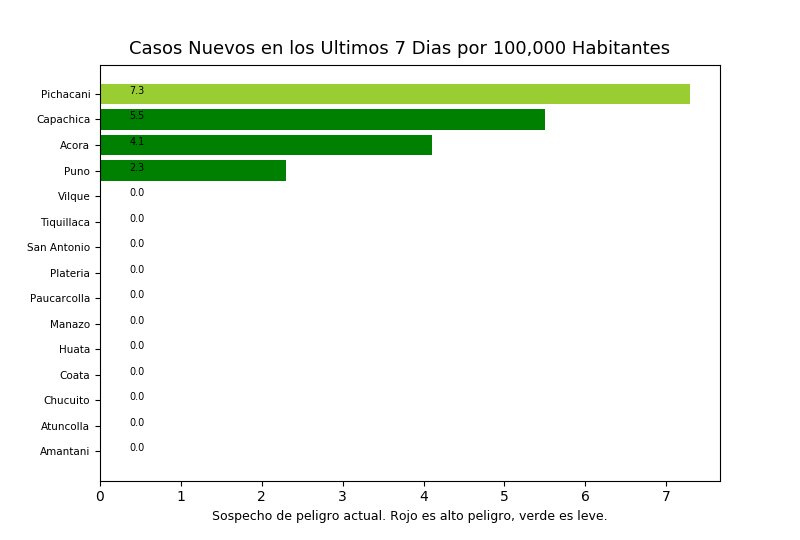 Casos Nuevos en los Ultimos 7 Dias por 100,000 Habitantes
Pichacani 7.3
Capachica 5.5
Acora 4.1
Puno 2.3
Vilque 0.0
Tiquillaca 0.0
San Antonio 0.0
Plateria 0.0
Paucarcolla 0.0
Manazo 0.0
Huata 0.0
Coata 0.0
Chucuito 0.0
Atuncolla 0.0
Amantani 0.0
0 1 2 3 4 5 6 7
Sospecho de peligro actual. Rojo es alto peligro, verde es leve.